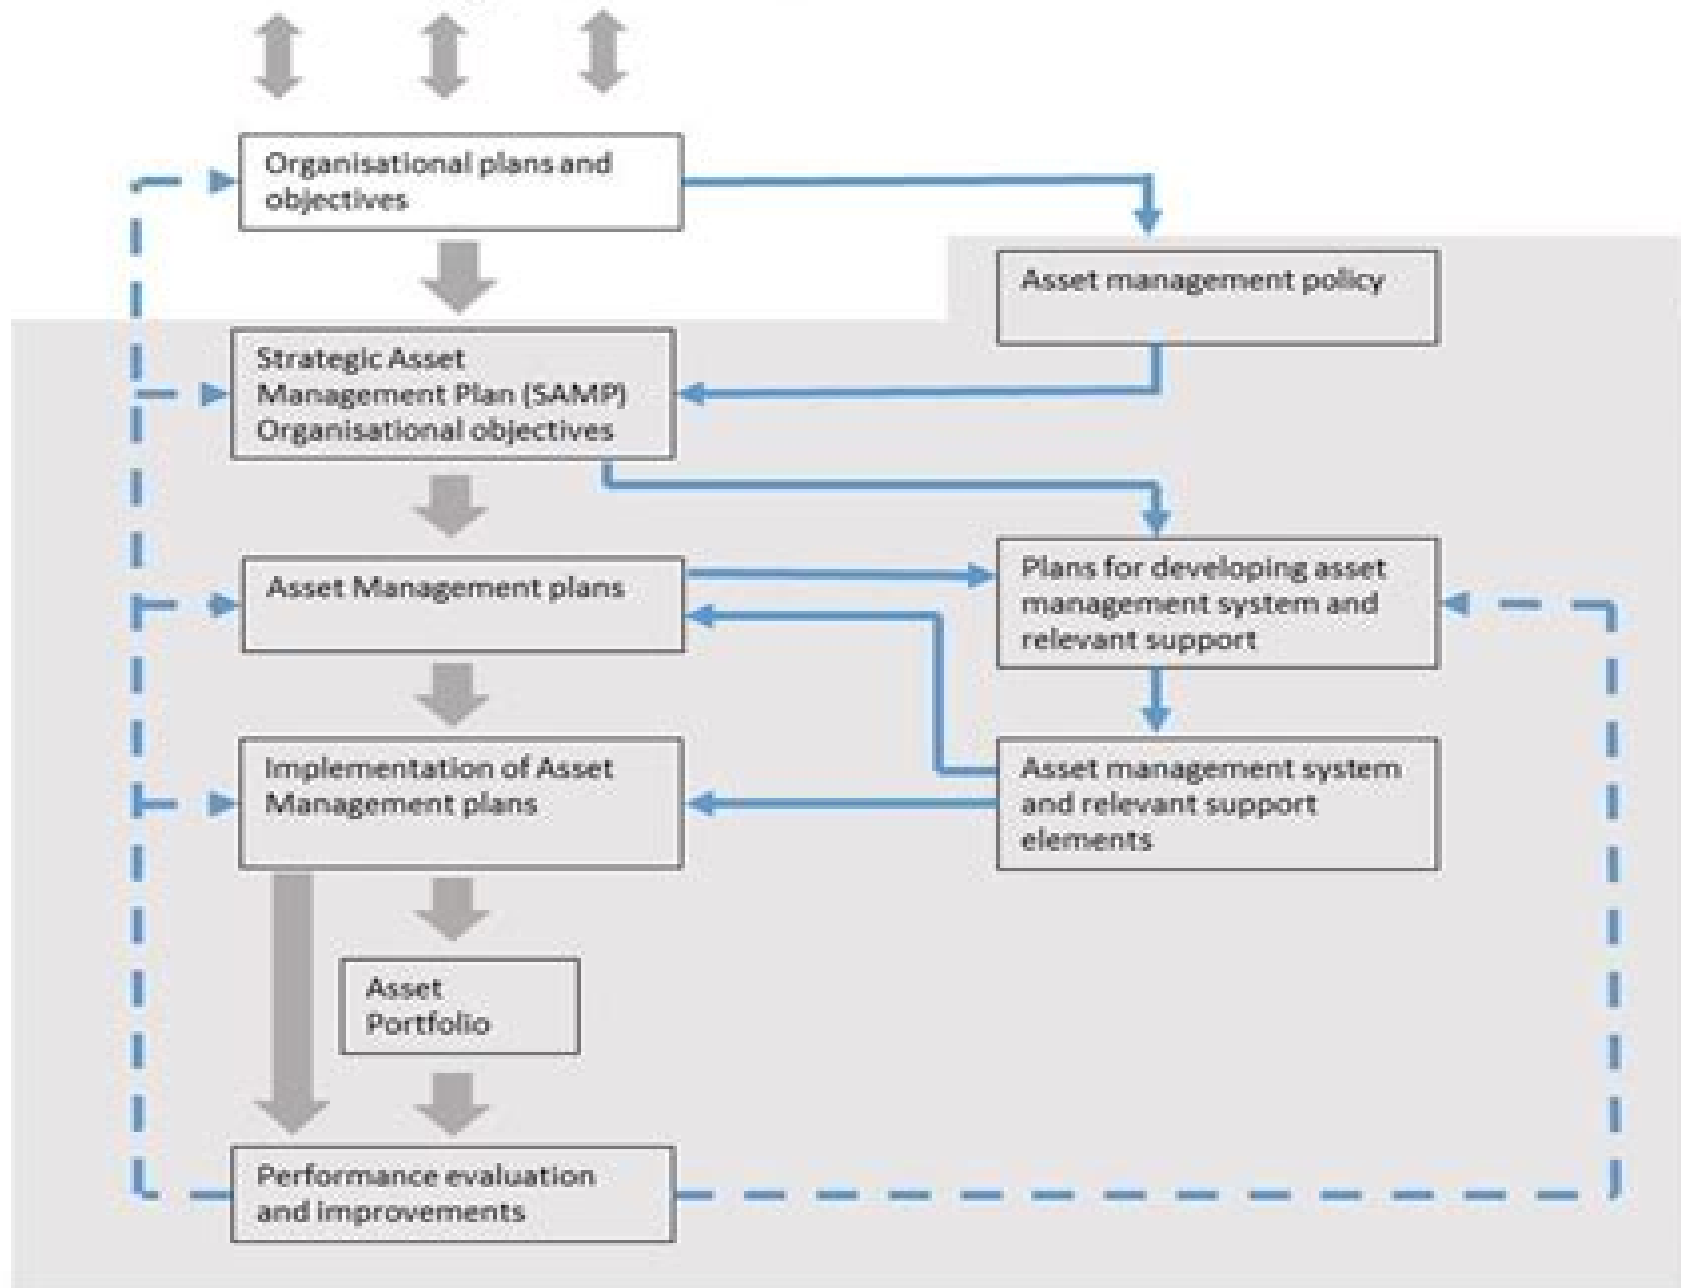 Organisational plans and
objectives
Asset management policy
Strategic Asset
Management Plan (SAMP)
Organisational objectives
Asset Management plans
Plans for developing asset
management system and
relevant support
Implementation of Asset
Management plans
Asset management system
and relevant support
elements
Asset
Portfolio
Performance evaluation
and improvements